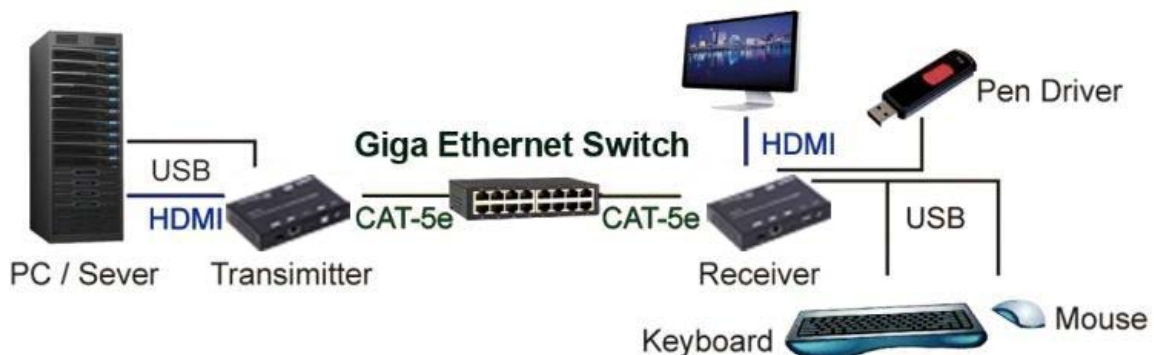 Pen Driver
Giga Ethernet Switch
HDMI
USB
HDMI
CAT-5e
CAT-5e
USB
PC / Sever
Transimitter
Receiver
Keyboard
Mouse